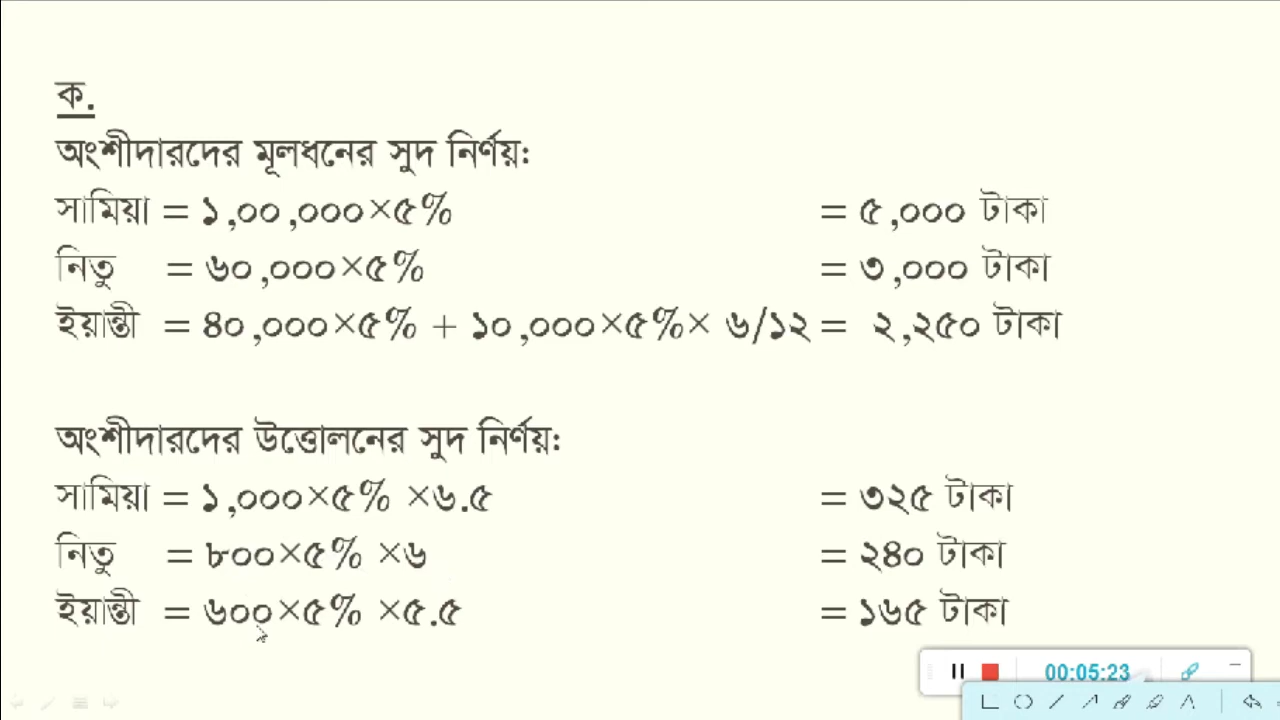 ক.
অংশীদারদের মূলধনের সুদ নির্ণয়:
সামিয়া = ১,০০,০০০×৫% = ৫,০০০ টাকা
নিতু = ৬০,০০০×৫% = ৩,০০০ টাকা
ইয়ান্তী = ৪০,০০০×৫% + ১০,০০০×৫%× ৬/১২ = ২,২৫০ টাকা
অংশীদারদের উত্তোলনের সুদ নির্ণয়:
সামিয়া = ১,০০০×৫% ×৬.৫ = ৩২৫ টাকা
নিতু = ৮০০×৫% ×৬ = ২৪০ টাকা
ইয়ান্তী = ৬০০×৫% ×৫.৫ = ১৬৫ টাকা
00:05:23